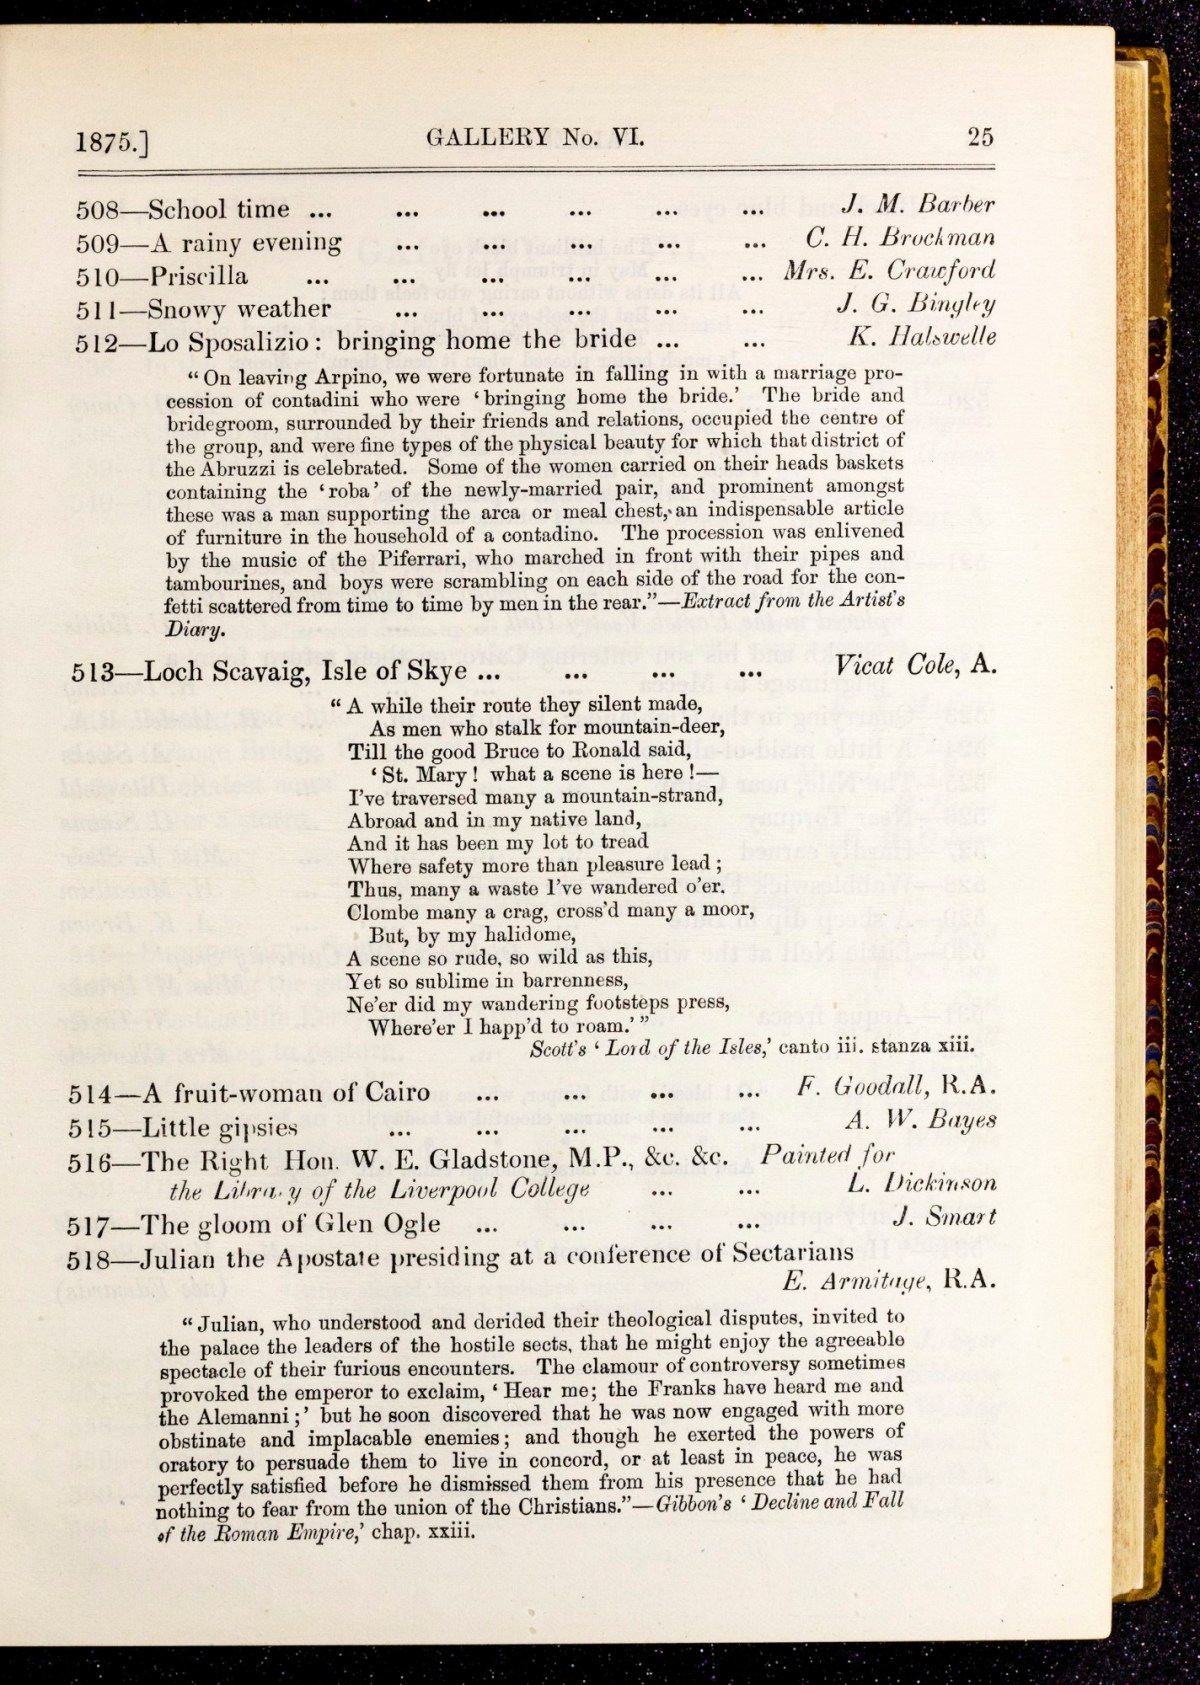 1875.] GALLERY No. VI. 25
508—School time ... ... ... ... ... ... J. M. Barber
509—A rainy evening ... ... ... ... ... C. H. Brockman
510—Priscilla ... ... ... ... ... ... Mrs. E. Crawford
511—Snowy weather ... ... ... ... ... J. G. Bingley
512—Lo Sposalizio: bringing home the bride ... ... K. Halswelle
“On leaving Arpino, we were fortunate in falling in with a marriage pro-
cession of contadini who were ‘bringing home the bride.’ The bride and
bridegroom, surrounded by their friends and relations, occupied the centre of
the group, and were fine types of the physical beauty for which that district of
the Abruzzi is celebrated. Some of the women carried on their heads baskets
containing the ‘roba’ of the newly-married pair, and prominent amongst
these was a man supporting the arca or meal chest, an indispensable article
of furniture in the household of a contadino. The procession was enlivened
by the music of the Piferrari, who marched in front with their pipes and
tambourines, and boys were scrambling on each side of the road for the con-
fetti scattered from time to time by men in the rear.”—Extract from the Artist's
Diary.
513—Loch Scavaig, Isle of Skye ... ... ... ... Vicat Cole, A.
“A while their route they silent made,
As men who stalk for mountain-deer,
Till the good Bruce to Ronald said,
‘St. Mary! what a scene is here!—
I've traversed many a mountain-strand,
Abroad and in my native land,
And it has been my lot to tread
Where safety more than pleasure lead;
Thus, many a waste I've wandered o'er.
Clombe many a crag, cross'd many a moor,
But, by my halidome,
A scene so rude, so wild as this,
Yet so sublime in barrenness,
Ne'er did my wandering footsteps press,
Where'er I happ'd to roam.’”
Scott's ‘Lord of the Isles,’ canto iii. stanza xiii.
514—A fruit-woman of Cairo ... ... ... ... F. Goodall, R.A.
515—Little gipsies ... ... ... ... ... A. W. Bayes
516—The Right Hon. W. E. Gladstone, M.P., &c. &c. Painted for
the Library of the Liverpool College ... ... L. Dickinson
517—The gloom of Glen Ogle ... ... ... ... J. Smart
518—Julian the Apostate presiding at a conference of Sectarians
E. Armitage, R.A.
“Julian, who understood and derided their theological disputes, invited to
the palace the leaders of the hostile sects, that he might enjoy the agreeable
spectacle of their furious encounters. The clamour of controversy sometimes
provoked the emperor to exclaim, ‘Hear me; the Franks have heard me and
the Alemanni;’ but he soon discovered that he was now engaged with more
obstinate and implacable enemies; and though he exerted the powers of
oratory to persuade them to live in concord, or at least in peace, he was
perfectly satisfied before he dismissed them from his presence that he had
nothing to fear from the union of the Christians.”—Gibbon's ‘Decline and Fall
of the Roman Empire,’ chap. xxiii.